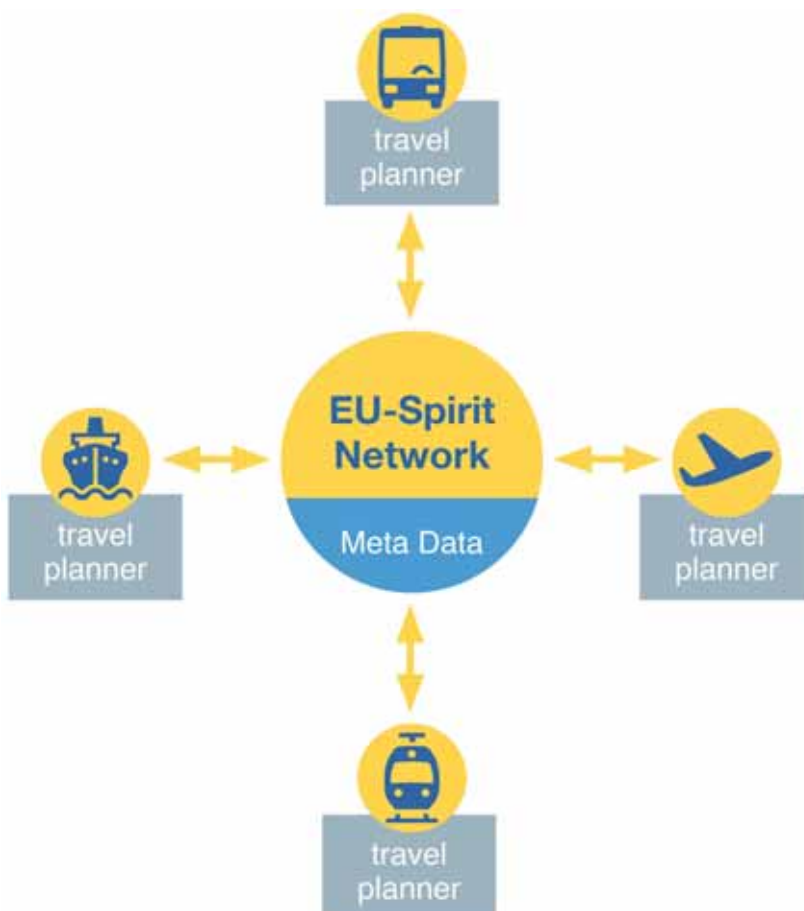 travel
planner
EU-Spirit
Network
Meta Data
travel
planner
travel
planner
travel
planner